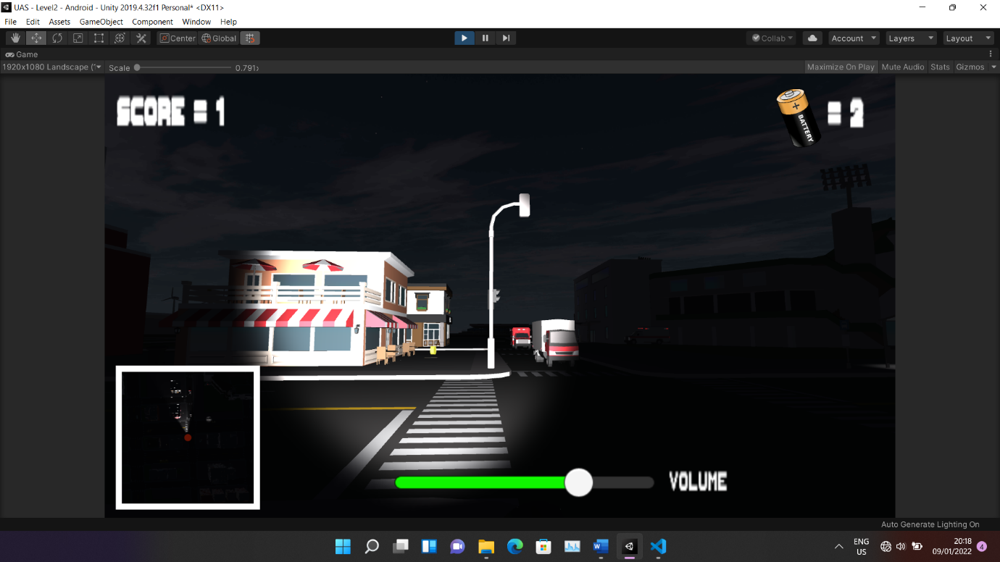 UAS - Level2 - Android - Unity 2019.4.32f1 Personal* <DX11>
File Edit Assets GameObject Component Window Help
Center Global Collab Account Layers Layout
Game
1920x1080 Landscape (1 Scale 0.791x Maximize On Play Mute Audio Stats Gizmos
SCORE = 1
BATTERY
= 2
VOLUME
Auto Generate Lighting On
ENG
US
20:18
09/01/2022
4